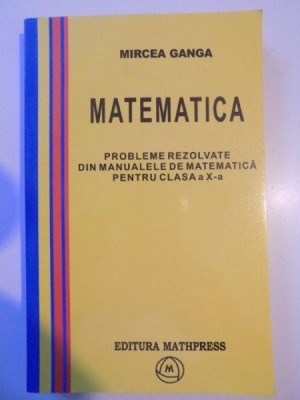 MIRCEA GANGA
MATEMATICA
PROBLEME REZOLVATE
DIN MANUALELE DE MATEMATICĂ
PENTRU CLASA a X-a
EDITURA MATHPRESS
M